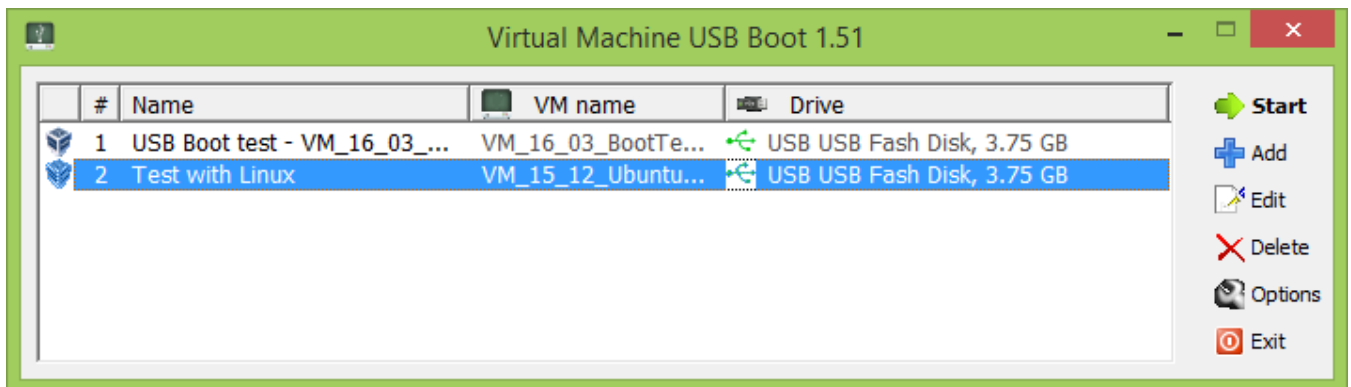 Virtual Machine USB Boot 1.51
# Name VM name Drive
1 USB Boot test - VM_16_03_... VM_16_03_BootTe... USB USB Fash Disk, 3.75 GB
2 Test with Linux VM_15_12_Ubuntu... USB USB Fash Disk, 3.75 GB
Start
Add
Edit
Delete
Options
Exit